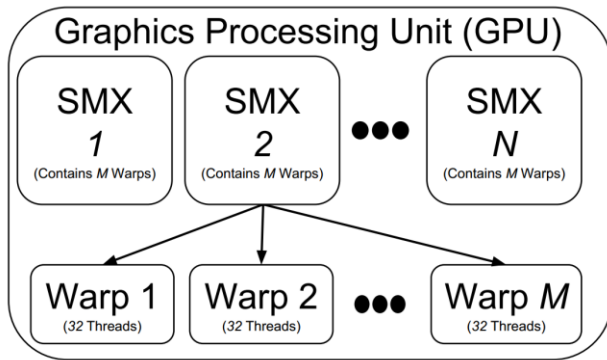 Graphics Processing Unit (GPU)
SMX SMX SMX
1 2 N
(Contains M Warps) (Contains M Warps) (Contains M Warps)
Warp 1 Warp 2 Warp M
(32 Threads) (32 Threads) (32 Threads)